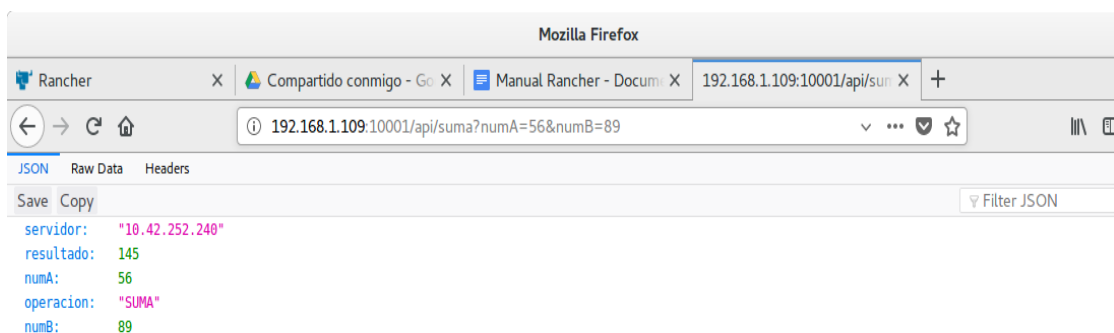 Mozilla Firefox
Rancher Compartido conmigo - Go Manual Rancher - Docum 192.168.1.109:10001/api/sum
192.168.1.109:10001/api/suma?numA=56&numB=89
JSON Raw Data Headers
Save Copy Filter JSON
servidor: "10.42.252.240"
resultado: 145
numA: 56
operacion: "SUMA"
numB: 89